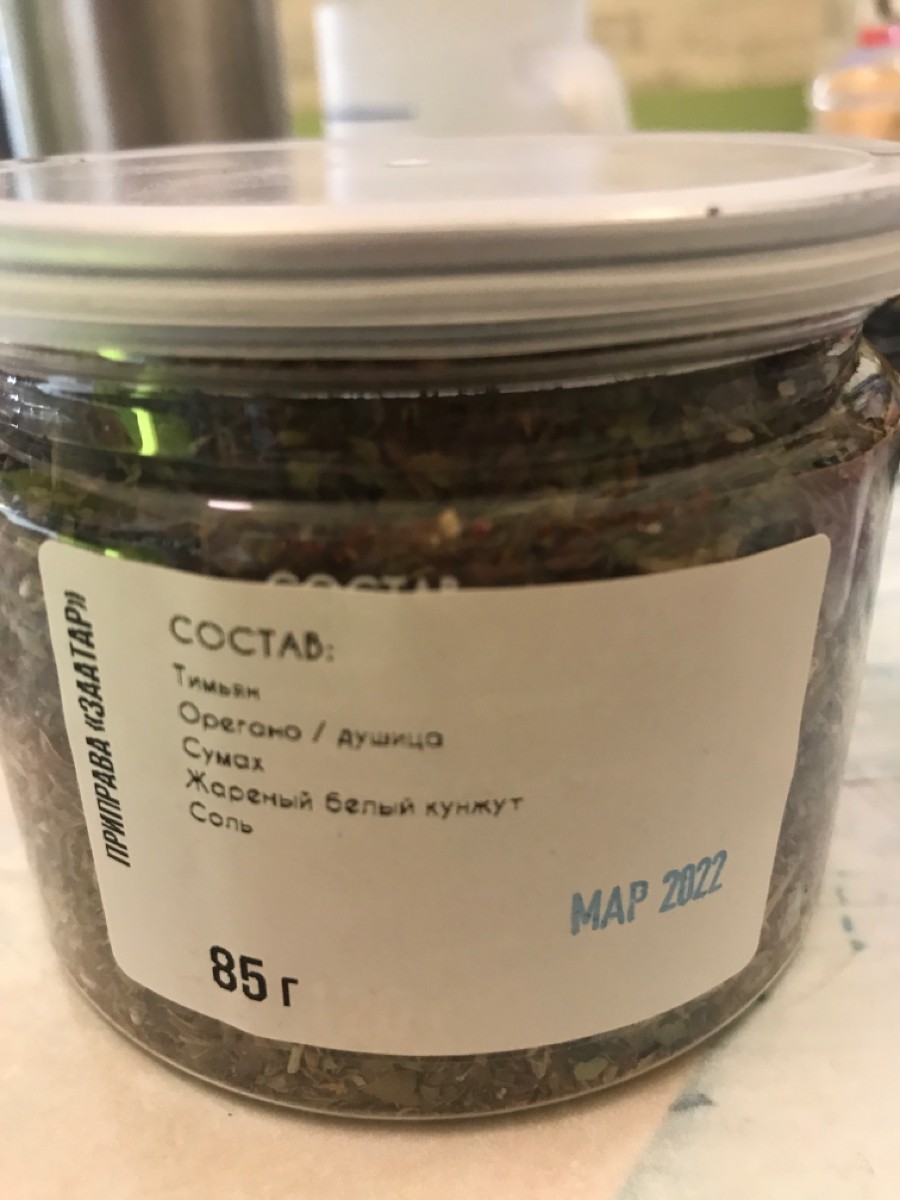 ПРИПРАВА «ЗААТАР»
СОСТАВ:
Тимьян
Орегано / душица
Сумах
Жареный белый кунжут
Соль
МАР 2022
85 г